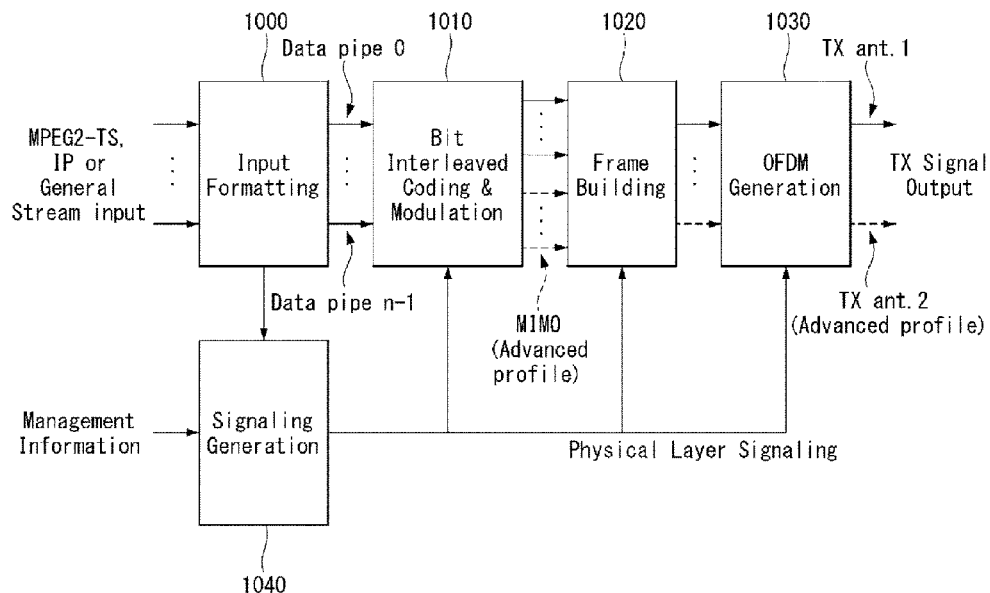 1000
1010
1020
1030
Data pipe 0
TX ant.1
MPEG2-TS,
IP or
General
Stream input
Input
Formatting
Bit
Interleaved
Coding &
Modulation
Frame
Building
OFDM
Generation
TX Signal
Output
Data pipe n-1
MIMO
(Advanced
profile)
TX ant.2
(Advanced profile)
Management
Information
Signaling
Generation
Physical Layer Signaling
1040